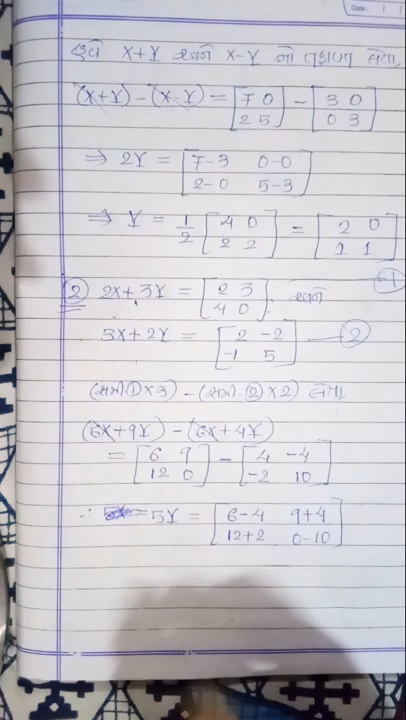 હવે X+Y અને X-Y નો તફાવત લેતાં,
(X+Y) - (X-Y) = [7 0; 2 5] - [3 0; 0 3]
⇒ 2Y = [7-3 0-0; 2-0 5-3]
⇒ Y = 1/2 [4 0; 2 2] = [2 0; 1 1]
② 2X+3Y = [2 3; 4 0] અને —①
3X+2Y = [2 -2; -1 5] —②
(સમી ①×3) - (સમી. ②×2) લેતાં
(6X+9Y) - (6X+4Y)
= [6 9; 12 0] - [4 -4; -2 10]
∴ 5Y = [6-4 9+4; 12+2 0-10]